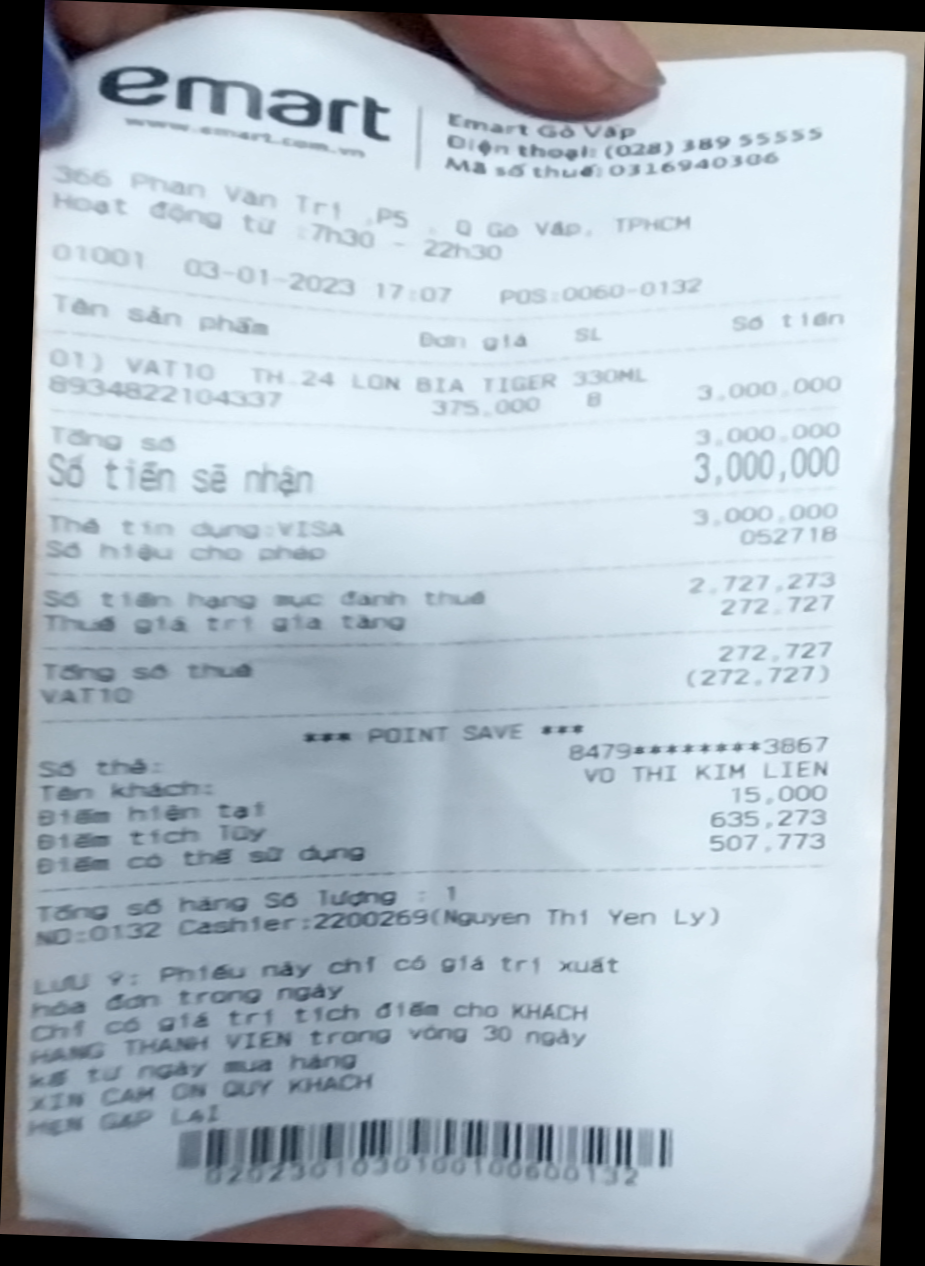 emart
www.emart.com.vn
Emart Gò Vấp
Điện thoại: (028) 389 55555
Mã số thuế: 0316940306
366 Phan Van Trị ,P5 , Q Gò Vấp, TPHCM
Hoạt động từ :7h30 - 22h30
01001 03-01-2023 17:07 POS:0060-0132
Tên sản phẩm Đơn giá SL Số tiền
01) VAT10 TH 24 LON BIA TIGER 330ML
8934822104337 375,000 8 3,000,000
Tổng số 3,000,000
Số tiền sẽ nhận 3,000,000
Thẻ tín dụng:VISA 3,000,000
Số hiệu cho phép 052718
Số tiền hạng mục đánh thuế 2,727,273
Thuế giá trị gia tăng 272,727
Tổng số thuế 272,727
VAT10 (272,727)
*** POINT SAVE ***
Số thẻ: 8479********3867
Tên khách: VO THI KIM LIEN
Điểm hiện tại 15,000
Điểm tích lũy 635,273
Điểm có thể sử dụng 507,773
Tổng số hàng Số lượng : 1
NO:0132 Cashier:2200269(Nguyen Thi Yen Ly)
LƯU Ý: Phiếu này chỉ có giá trị xuất
hóa đơn trong ngày
Chỉ có giá trị tích điểm cho KHÁCH
HÀNG THÀNH VIÊN trong vòng 30 ngày
kể từ ngày mua hàng
XIN CAM ON QUY KHACH
HEN GAP LAI
0202301030100100600132